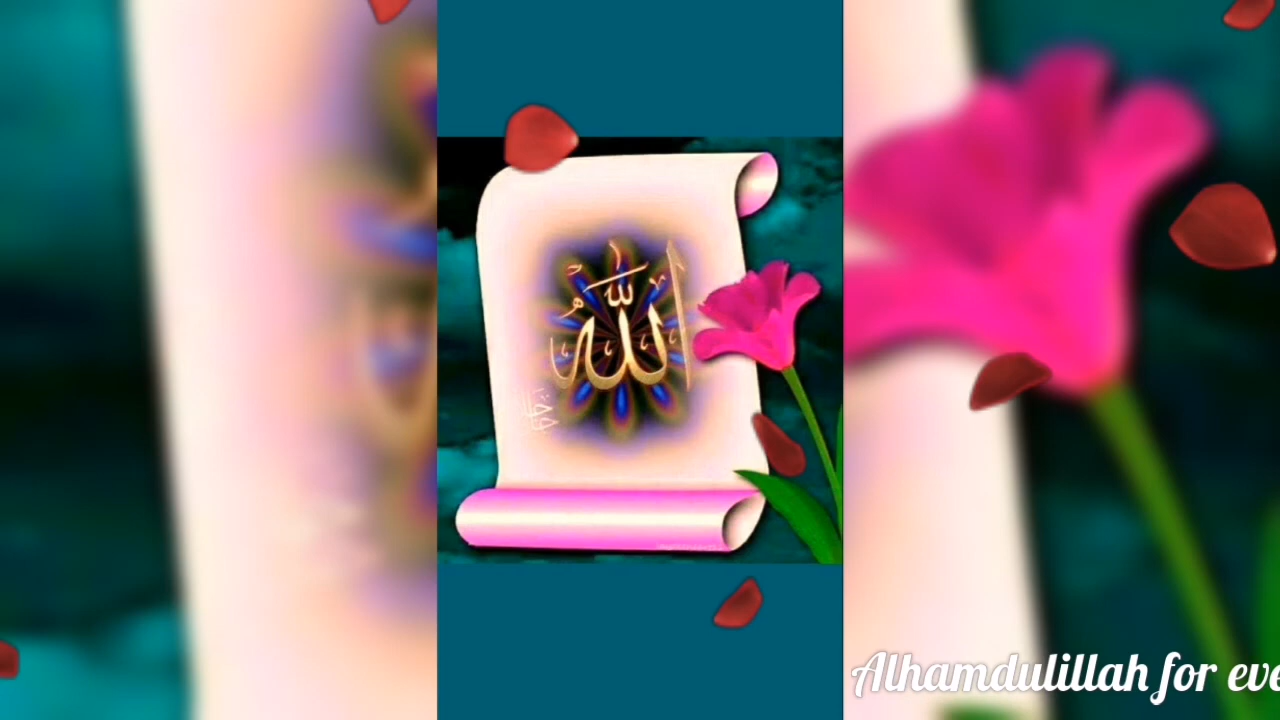 الله
Alhamdulillah for eve